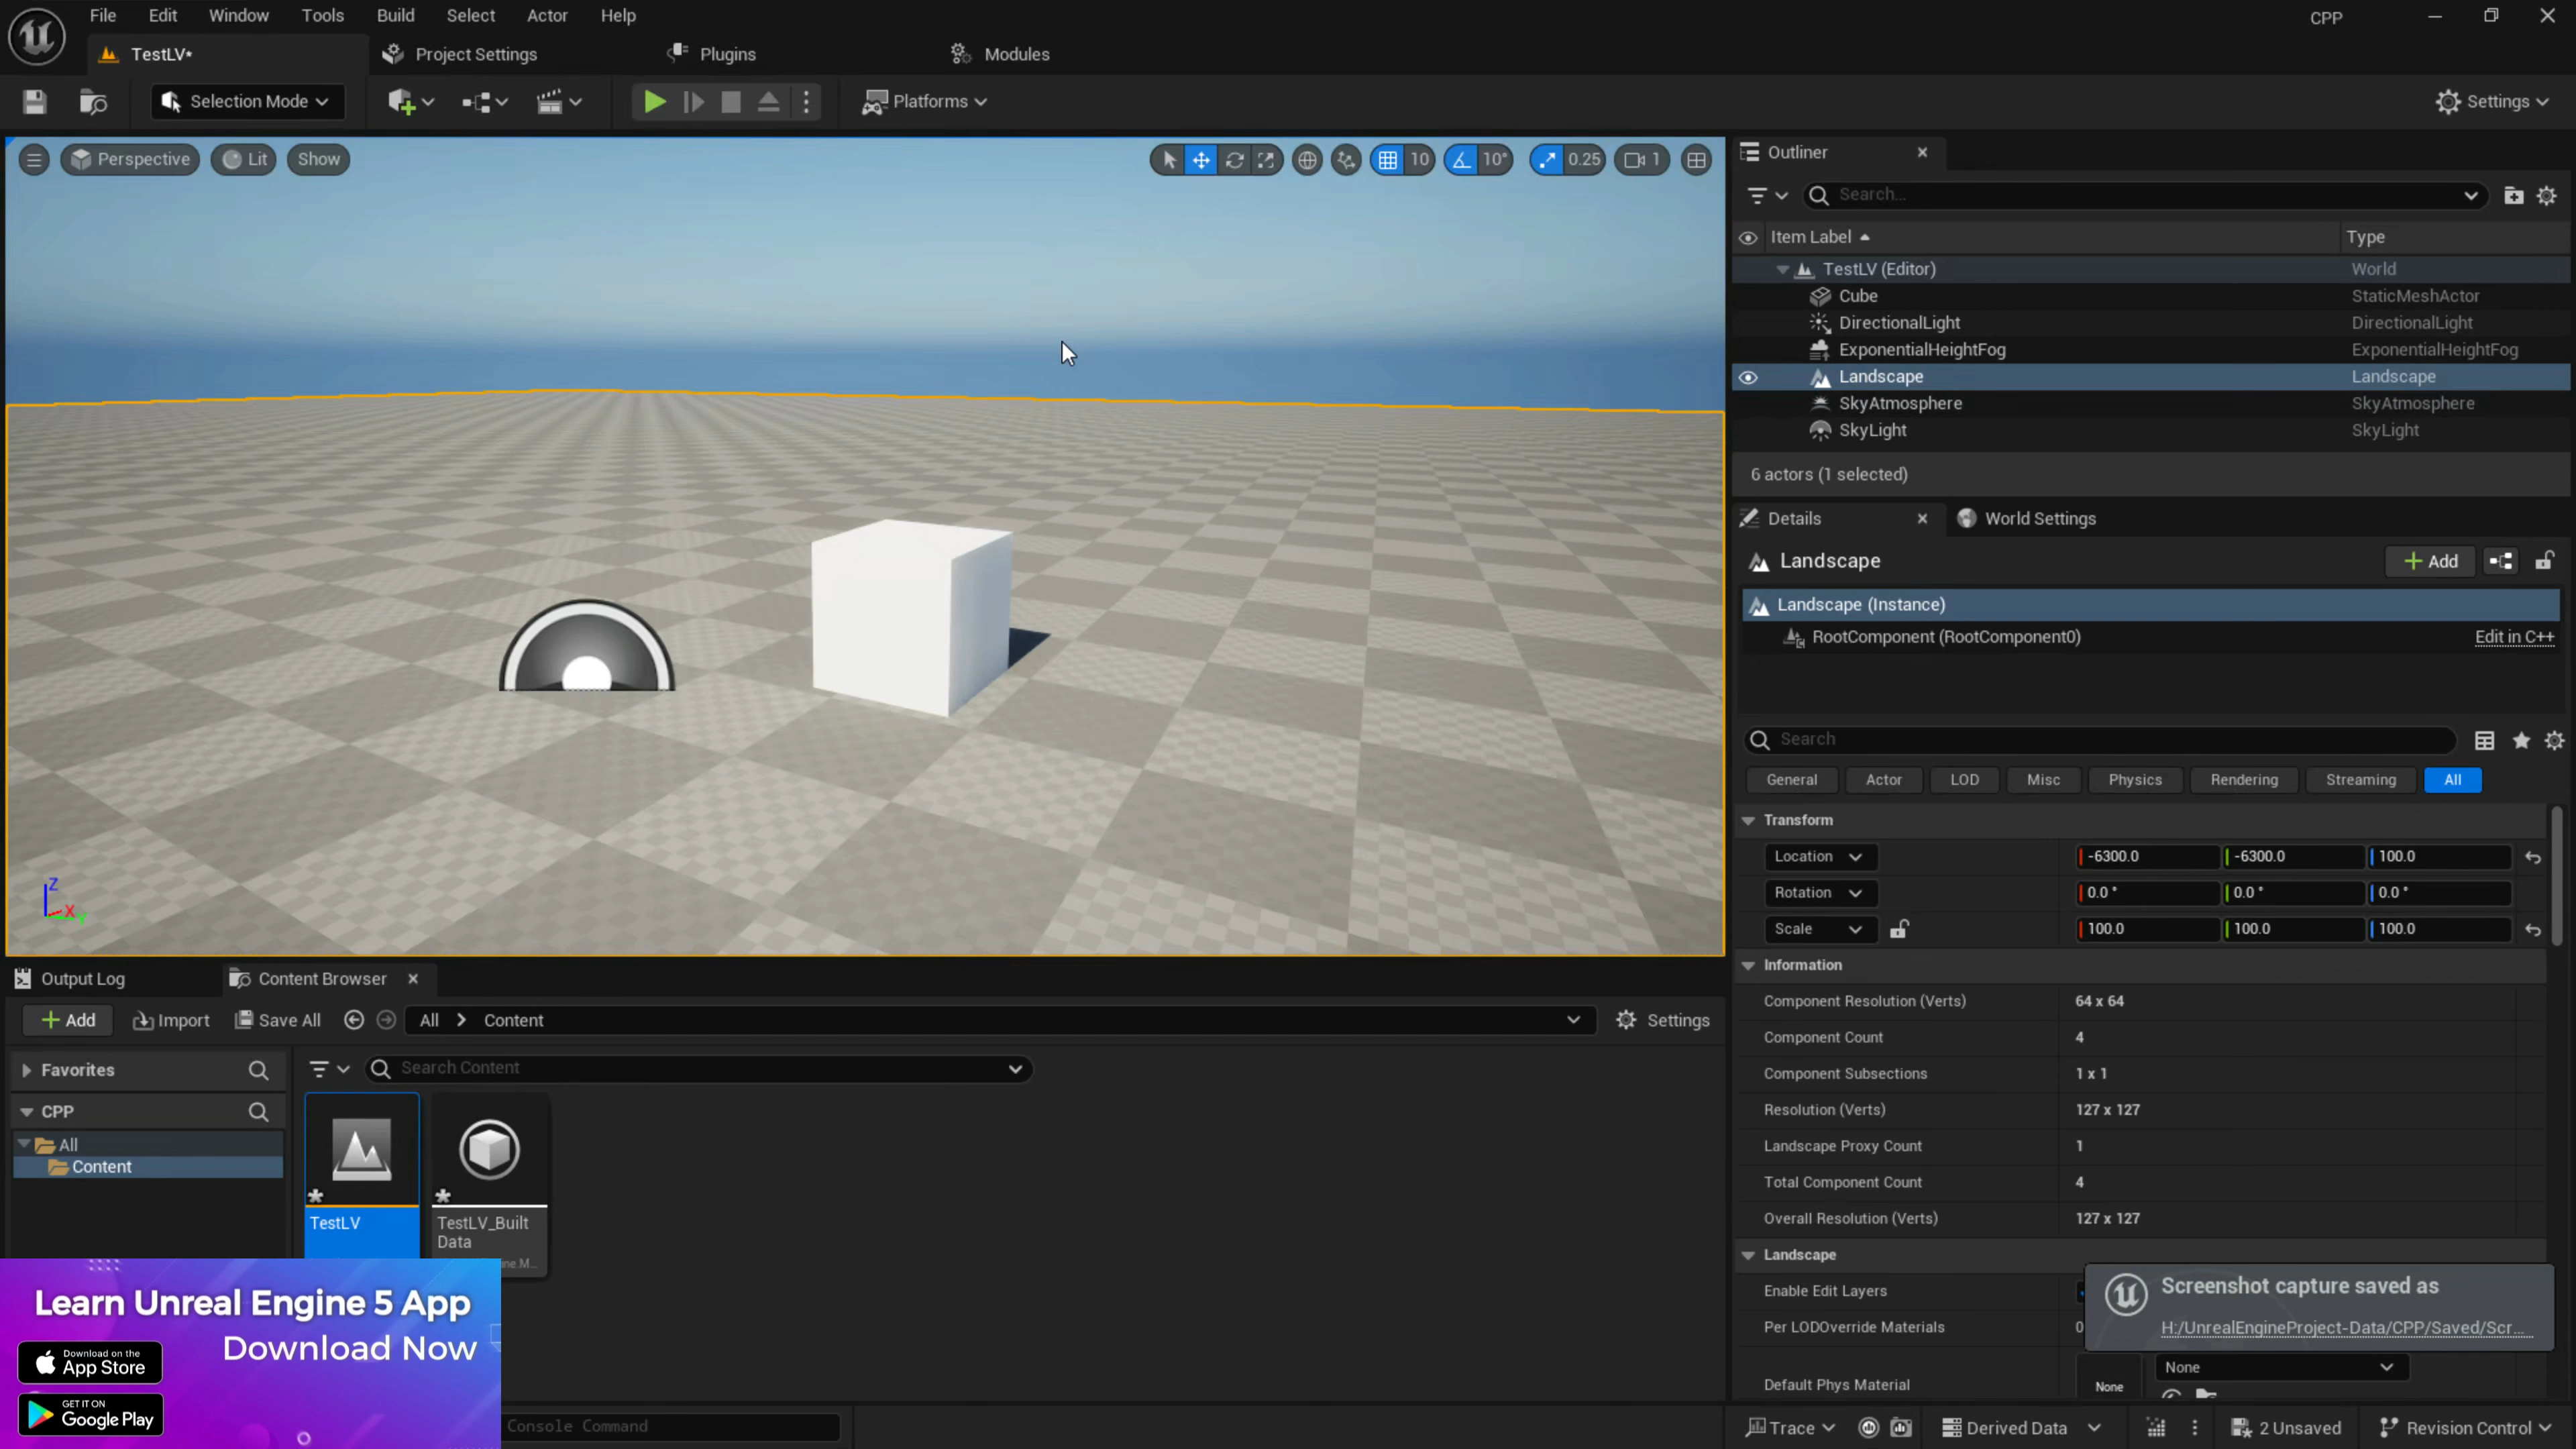 File Edit Window Tools Build Select Actor Help
CPP
TestLV*
Project Settings
Plugins
Modules
Selection Mode
Platforms
Settings
Perspective
Lit
Show
10
10°
0.25
1
Z
X
Y
Outliner
Search...
Item Label
Type
TestLV (Editor) World
Cube StaticMeshActor
DirectionalLight DirectionalLight
ExponentialHeightFog ExponentialHeightFog
Landscape Landscape
SkyAtmosphere SkyAtmosphere
SkyLight SkyLight
6 actors (1 selected)
Details
World Settings
Landscape
Add
Landscape (Instance)
RootComponent (RootComponent0) Edit in C++
Search
General Actor LOD Misc Physics Rendering Streaming All
Transform
Location -6300.0 -6300.0 100.0
Rotation 0.0 ° 0.0 ° 0.0 °
Scale 100.0 100.0 100.0
Information
Component Resolution (Verts) 64 x 64
Component Count 4
Component Subsections 1 x 1
Resolution (Verts) 127 x 127
Landscape Proxy Count 1
Total Component Count 4
Overall Resolution (Verts) 127 x 127
Landscape
Enable Edit Layers
Per LODOverride Materials 0
Default Phys Material None None
Screenshot capture saved as
H:/UnrealEngineProject-Data/CPP/Saved/Scr...
Output Log
Content Browser
Add Import Save All All Content Settings
Favorites
CPP
All
Content
Search Content
TestLV
TestLV_Built
Data
ne.M...
Learn Unreal Engine 5 App
Download Now
Download on the
App Store
GET IT ON
Google Play
Console Command
Trace
Derived Data
2 Unsaved
Revision Control